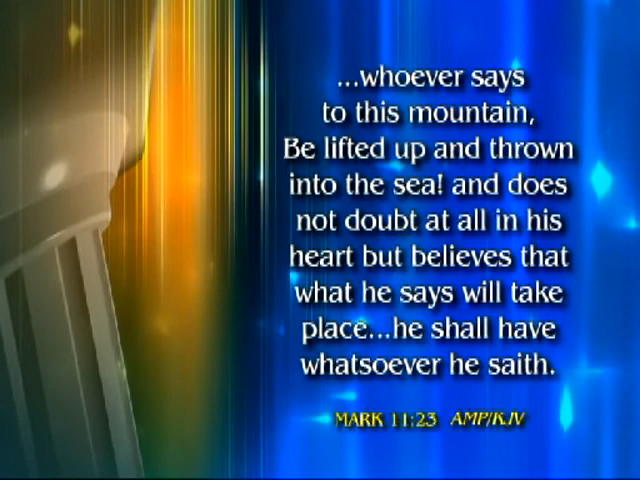 ...whoever says
to this mountain,
Be lifted up and thrown
into the sea! and does
not doubt at all in his
heart but believes that
what he says will take
place...he shall have
whatsoever he saith.
MARK 11:23 AMP/KJV